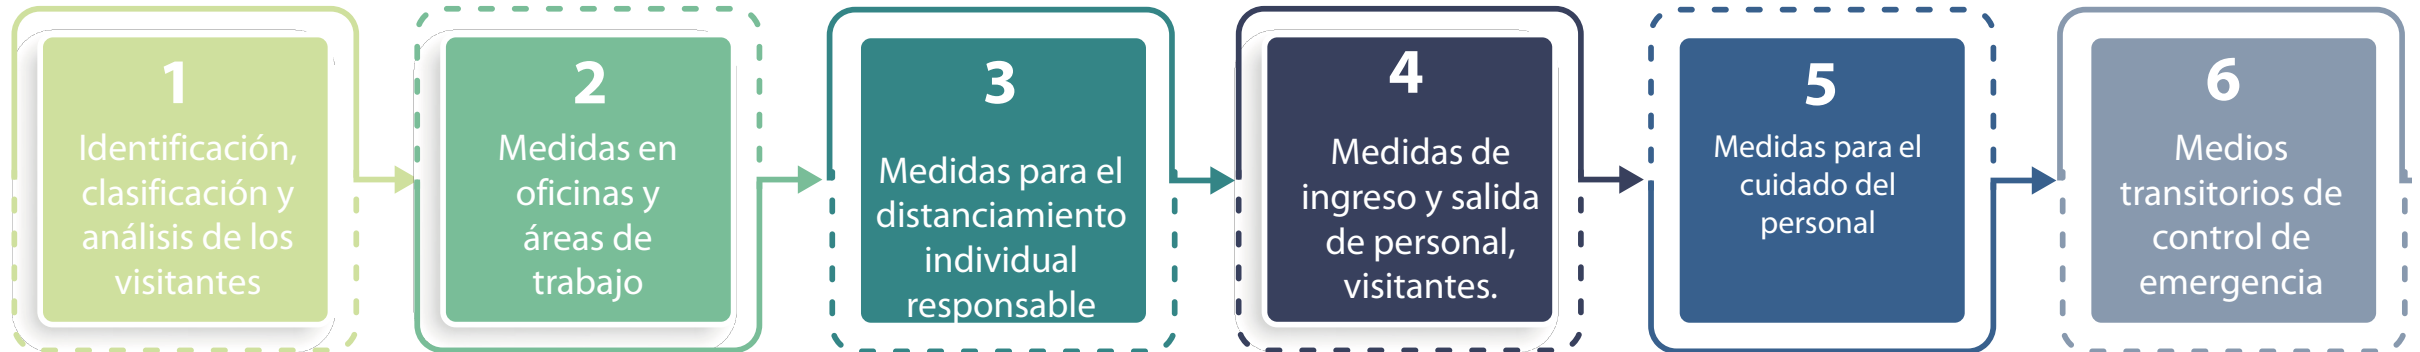 1
Identificación,
clasificación y
análisis de los
visitantes
2
Medidas en
oficinas y
áreas de
trabajo
3
Medidas para el
distanciamiento
individual
responsable
4
Medidas de
ingreso y salida
de personal,
visitantes.
5
Medidas para el
cuidado del
personal
6
Medios
transitorios de
control de
emergencia